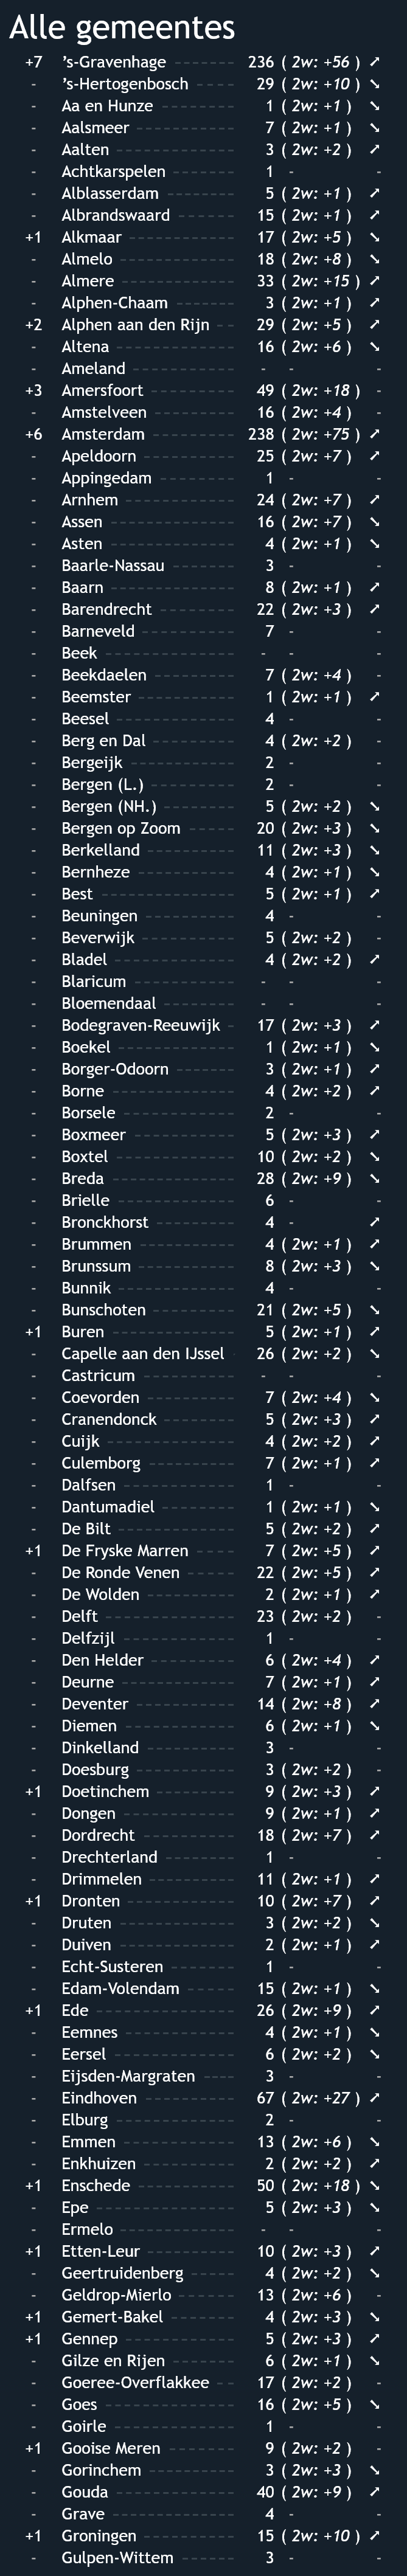 Alle gemeentes
+7 ’s-Gravenhage 236 ( 2w: +56 ) ➚
- ’s-Hertogenbosch ---- 29 ( 2w: +10 ) ➘
- Aa en Hunze 1 ( 2w: +1 ) ➘
- Aalsmeer 7 ( 2w: +1 ) ➘
- Aalten 3 ( 2w: +2 ) ➚
- Achtkarspelen 1 - -
- Alblasserdam 5 ( 2w: +1 ) ➚
- Albrandswaard 15 ( 2w: +1 ) ➚
+1 Alkmaar 17 ( 2w: +5 ) ➘
- Almelo 18 ( 2w: +8 ) ➘
- Almere 33 ( 2w: +15 ) ➚
- Alphen-Chaam 3 ( 2w: +1 ) ➚
+2 Alphen aan den Rijn 29 ( 2w: +5 ) ➚
- Altena 16 ( 2w: +6 ) ➘
- Ameland - - -
+3 Amersfoort 49 ( 2w: +18 ) -
- Amstelveen 16 ( 2w: +4 ) -
+6 Amsterdam 238 ( 2w: +75 ) ➚
- Apeldoorn 25 ( 2w: +7 ) ➚
- Appingedam 1 - -
- Arnhem 24 ( 2w: +7 ) ➚
- Assen 16 ( 2w: +7 ) ➘
- Asten 4 ( 2w: +1 ) ➘
- Baarle-Nassau 3 - -
- Baarn 8 ( 2w: +1 ) ➚
- Barendrecht 22 ( 2w: +3 ) ➚
- Barneveld 7 - -
- Beek - - -
- Beekdaelen 7 ( 2w: +4 ) -
- Beemster 1 ( 2w: +1 ) ➚
- Beesel 4 - -
- Berg en Dal 4 ( 2w: +2 ) -
- Bergeijk 2 - -
- Bergen (L.) 2 - -
- Bergen (NH.) 5 ( 2w: +2 ) ➘
- Bergen op Zoom 20 ( 2w: +3 ) ➘
- Berkelland 11 ( 2w: +3 ) ➘
- Bernheze 4 ( 2w: +1 ) ➘
- Best 5 ( 2w: +1 ) ➚
- Beuningen 4 - -
- Beverwijk 5 ( 2w: +2 ) -
- Bladel 4 ( 2w: +2 ) ➚
- Blaricum - - -
- Bloemendaal - - -
- Bodegraven-Reeuwijk 17 ( 2w: +3 ) ➚
- Boekel 1 ( 2w: +1 ) ➘
- Borger-Odoorn 3 ( 2w: +1 ) ➚
- Borne 4 ( 2w: +2 ) ➚
- Borsele 2 - -
- Boxmeer 5 ( 2w: +3 ) ➚
- Boxtel 10 ( 2w: +2 ) ➘
- Breda 28 ( 2w: +9 ) ➘
- Brielle 6 - -
- Bronckhorst 4 - ➚
- Brummen 4 ( 2w: +1 ) ➚
- Brunssum 8 ( 2w: +3 ) ➘
- Bunnik 4 - -
- Bunschoten 21 ( 2w: +5 ) ➘
+1 Buren 5 ( 2w: +1 ) ➚
- Capelle aan den IJssel 26 ( 2w: +2 ) ➘
- Castricum - - -
- Coevorden 7 ( 2w: +4 ) ➘
- Cranendonck 5 ( 2w: +3 ) ➚
- Cuijk 4 ( 2w: +2 ) ➚
- Culemborg 7 ( 2w: +1 ) ➚
- Dalfsen 1 - -
- Dantumadiel 1 ( 2w: +1 ) ➘
- De Bilt 5 ( 2w: +2 ) ➚
+1 De Fryske Marren 7 ( 2w: +5 ) ➚
- De Ronde Venen 22 ( 2w: +5 ) ➚
- De Wolden 2 ( 2w: +1 ) ➚
- Delft 23 ( 2w: +2 ) -
- Delfzijl 1 - -
- Den Helder 6 ( 2w: +4 ) ➚
- Deurne 7 ( 2w: +1 ) ➚
- Deventer 14 ( 2w: +8 ) ➚
- Diemen 6 ( 2w: +1 ) ➘
- Dinkelland 3 - -
- Doesburg 3 ( 2w: +2 ) -
+1 Doetinchem 9 ( 2w: +3 ) ➚
- Dongen 9 ( 2w: +1 ) ➚
- Dordrecht 18 ( 2w: +7 ) ➚
- Drechterland 1 - -
- Drimmelen 11 ( 2w: +1 ) ➚
+1 Dronten 10 ( 2w: +7 ) ➚
- Druten 3 ( 2w: +2 ) ➘
- Duiven 2 ( 2w: +1 ) ➚
- Echt-Susteren 1 - -
- Edam-Volendam 15 ( 2w: +1 ) ➘
+1 Ede 26 ( 2w: +9 ) ➚
- Eemnes 4 ( 2w: +1 ) ➘
- Eersel 6 ( 2w: +2 ) ➘
- Eijsden-Margraten 3 - -
- Eindhoven 67 ( 2w: +27 ) ➚
- Elburg 2 - -
- Emmen 13 ( 2w: +6 ) ➘
- Enkhuizen 2 ( 2w: +2 ) ➚
+1 Enschede 50 ( 2w: +18 ) ➘
- Epe 5 ( 2w: +3 ) ➘
- Ermelo - - -
+1 Etten-Leur 10 ( 2w: +3 ) ➚
- Geertruidenberg 4 ( 2w: +2 ) ➘
- Geldrop-Mierlo 13 ( 2w: +6 ) -
+1 Gemert-Bakel 4 ( 2w: +3 ) ➘
+1 Gennep 5 ( 2w: +3 ) ➚
- Gilze en Rijen 6 ( 2w: +1 ) ➘
- Goeree-Overflakkee 17 ( 2w: +2 ) -
- Goes 16 ( 2w: +5 ) ➘
- Goirle 1 - -
+1 Gooise Meren 9 ( 2w: +2 ) -
- Gorinchem 3 ( 2w: +3 ) ➘
- Gouda 40 ( 2w: +9 ) ➚
- Grave 4 - -
+1 Groningen 15 ( 2w: +10 ) ➚
- Gulpen-Wittem 3 - -